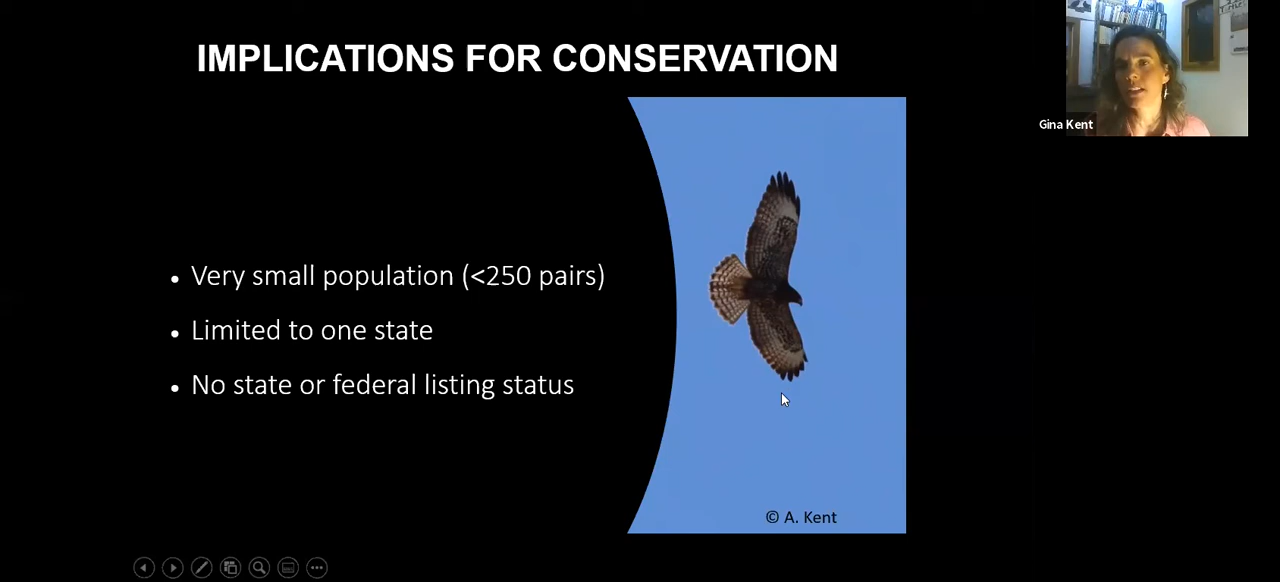 IMPLICATIONS FOR CONSERVATION
Gina Kent
• Very small population (<250 pairs)
• Limited to one state
• No state or federal listing status
© A. Kent